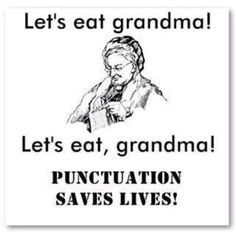 Let's eat grandma!
Let's eat, grandma!
PUNCTUATION
SAVES LIVES!